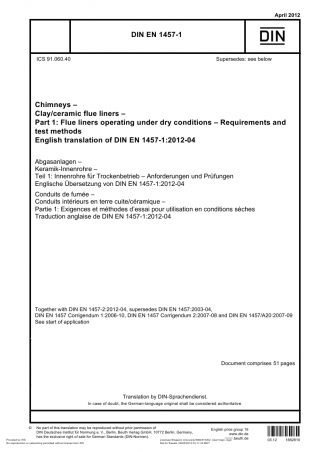 April 2012
DIN EN 1457-1
DIN
ICS 91.060.40
Supersedes: see below
Chimneys –
Clay/ceramic flue liners –
Part 1: Flue liners operating under dry conditions – Requirements and
test methods
English translation of DIN EN 1457-1:2012-04
Abgasanlagen –
Keramik-Innenrohre –
Teil 1: Innenrohre für Trockenbetrieb – Anforderungen und Prüfungen
Englische Übersetzung von DIN EN 1457-1:2012-04
Conduits de fumée –
Conduits intérieurs en terre cuite/céramique –
Partie 1: Exigences et méthodes d'essai pour utilisation en conditions sèches
Traduction anglaise de DIN EN 1457-1:2012-04
Together with DIN EN 1457-2:2012-04, supersedes DIN EN 1457:2003-04,
DIN EN 1457 Corrigendum 1:2006-10, DIN EN 1457 Corrigendum 2:2007-08 and DIN EN 1457/A20:2007-09
See start of application
Document comprises 51 pages
Translation by DIN-Sprachendienst.
In case of doubt, the German-language original shall be considered authoritative.
© No part of this translation may be reproduced without prior permission of
DIN Deutsches Institut für Normung e. V., Berlin. Beuth Verlag GmbH, 10772 Berlin, Germany,
has the exclusive right of sale for German Standards (DIN-Normen).
English price group 18
www.din.de
www.beuth.de